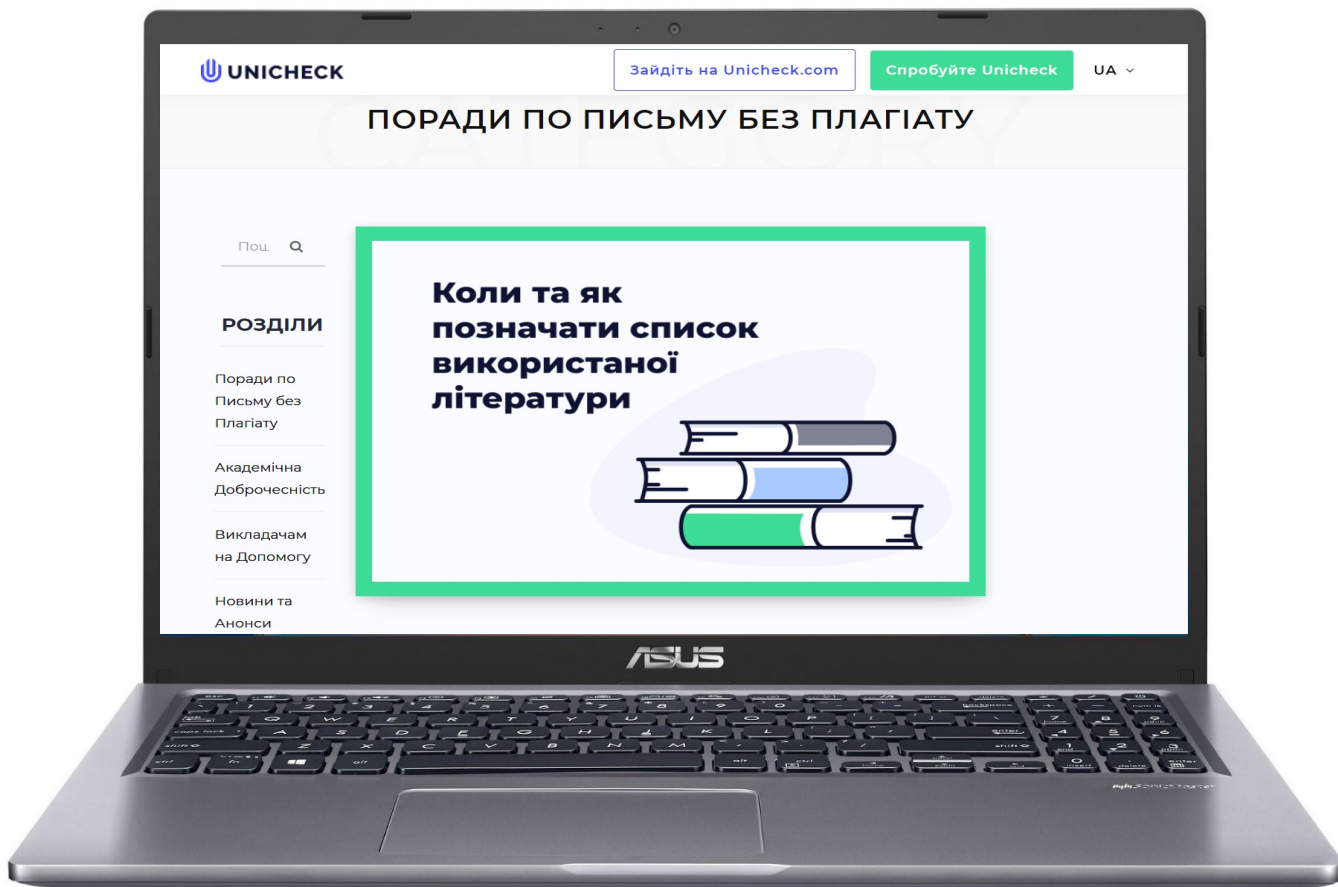 UNICHECK
Зайдіть на Unicheck.com
Спробуйте Unicheck
UA
CATEGORY
ПОРАДИ ПО ПИСЬМУ БЕЗ ПЛАГІАТУ
Пош
РОЗДІЛИ
Поради по
Письму без
Плагіату
Академічна
Доброчесність
Викладачам
на Допомогу
Новини та
Анонси
Коли та як
позначати список
використаної
літератури
ASUS